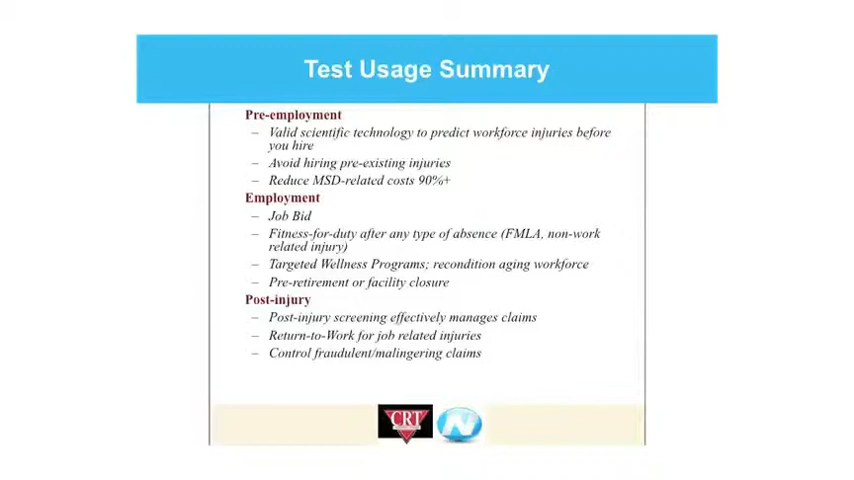 Test Usage Summary
Pre-employment
– Valid scientific technology to predict workforce injuries before
you hire
– Avoid hiring pre-existing injuries
– Reduce MSD-related costs 90%+
Employment
– Job Bid
– Fitness-for-duty after any type of absence (FMLA, non-work
related injury)
– Targeted Wellness Programs; recondition aging workforce
– Pre-retirement or facility closure
Post-injury
– Post-injury screening effectively manages claims
– Return-to-Work for job related injuries
– Control fraudulent/malingering claims
CRT
N